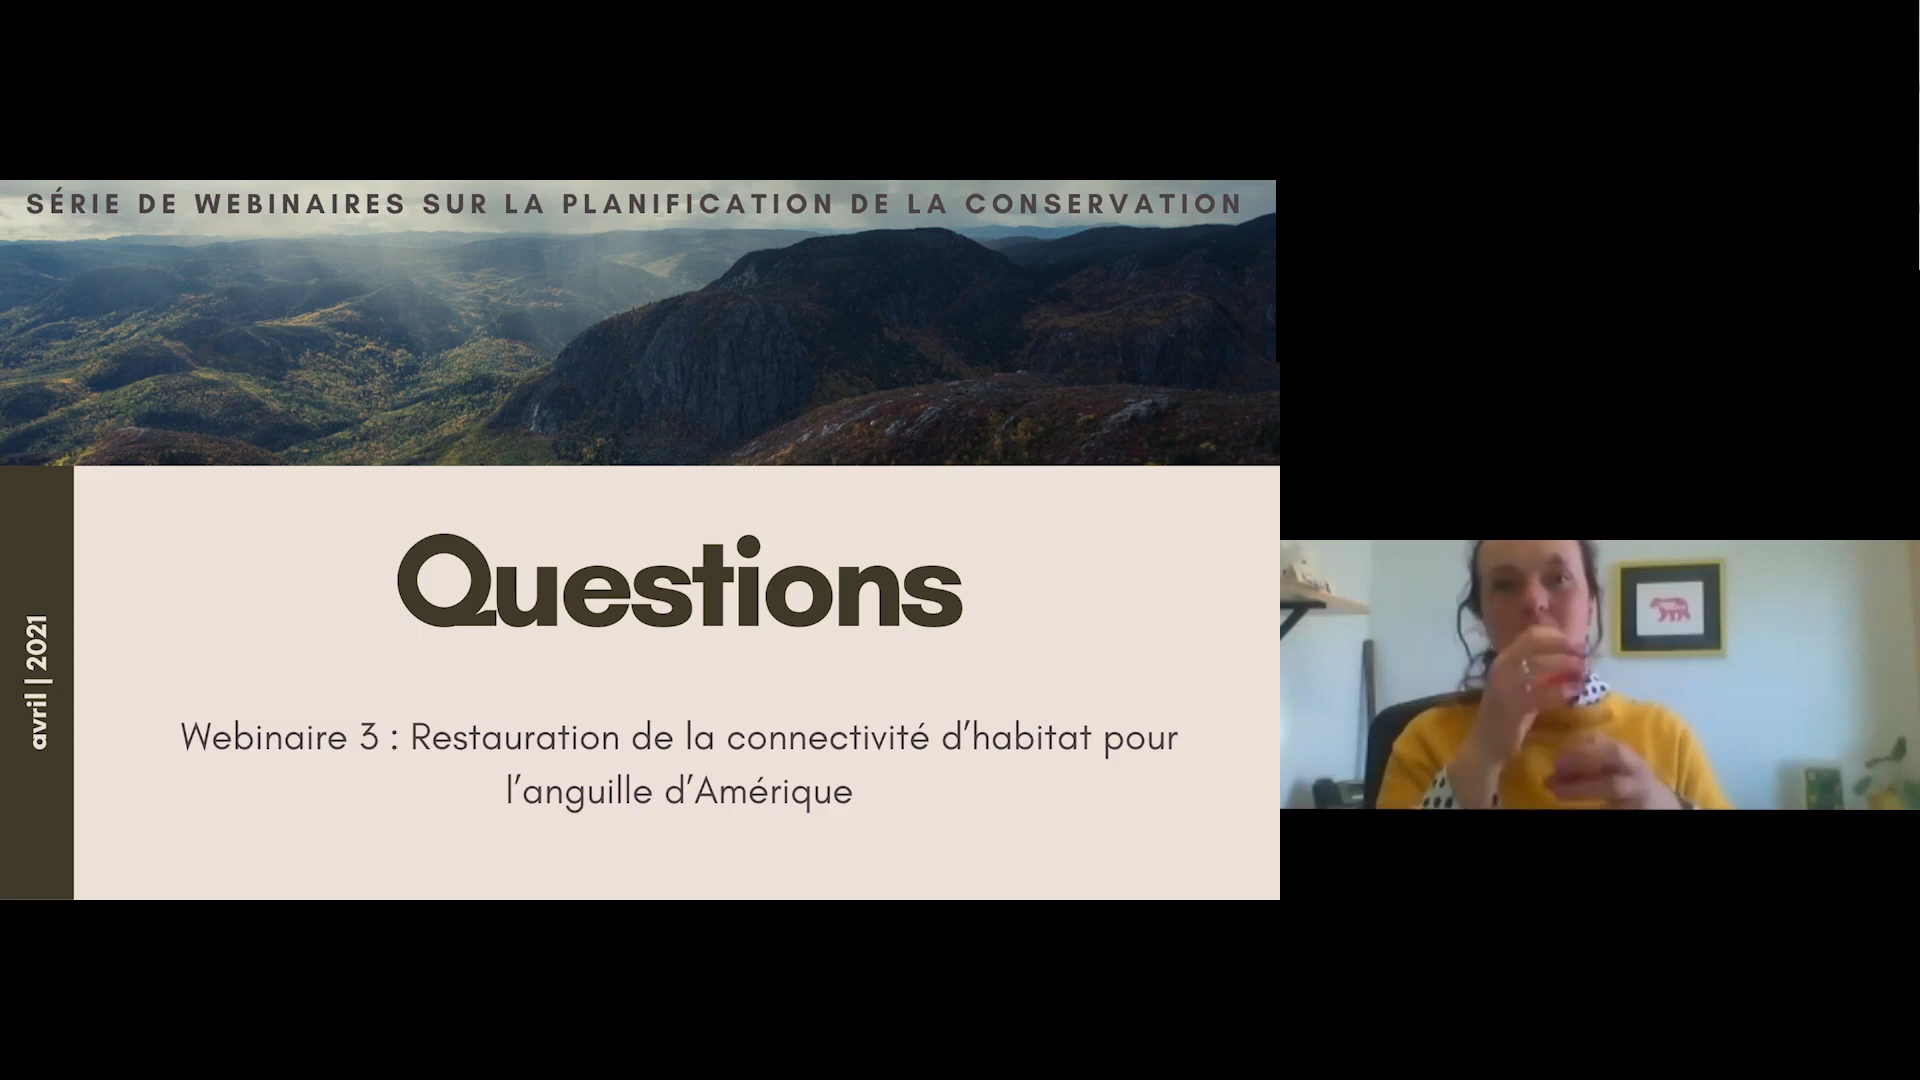 SÉRIE DE WEBINAIRES SUR LA PLANIFICATION DE LA CONSERVATION
avril | 2021
Questions
Webinaire 3 : Restauration de la connectivité d'habitat pour
l'anguille d'Amérique